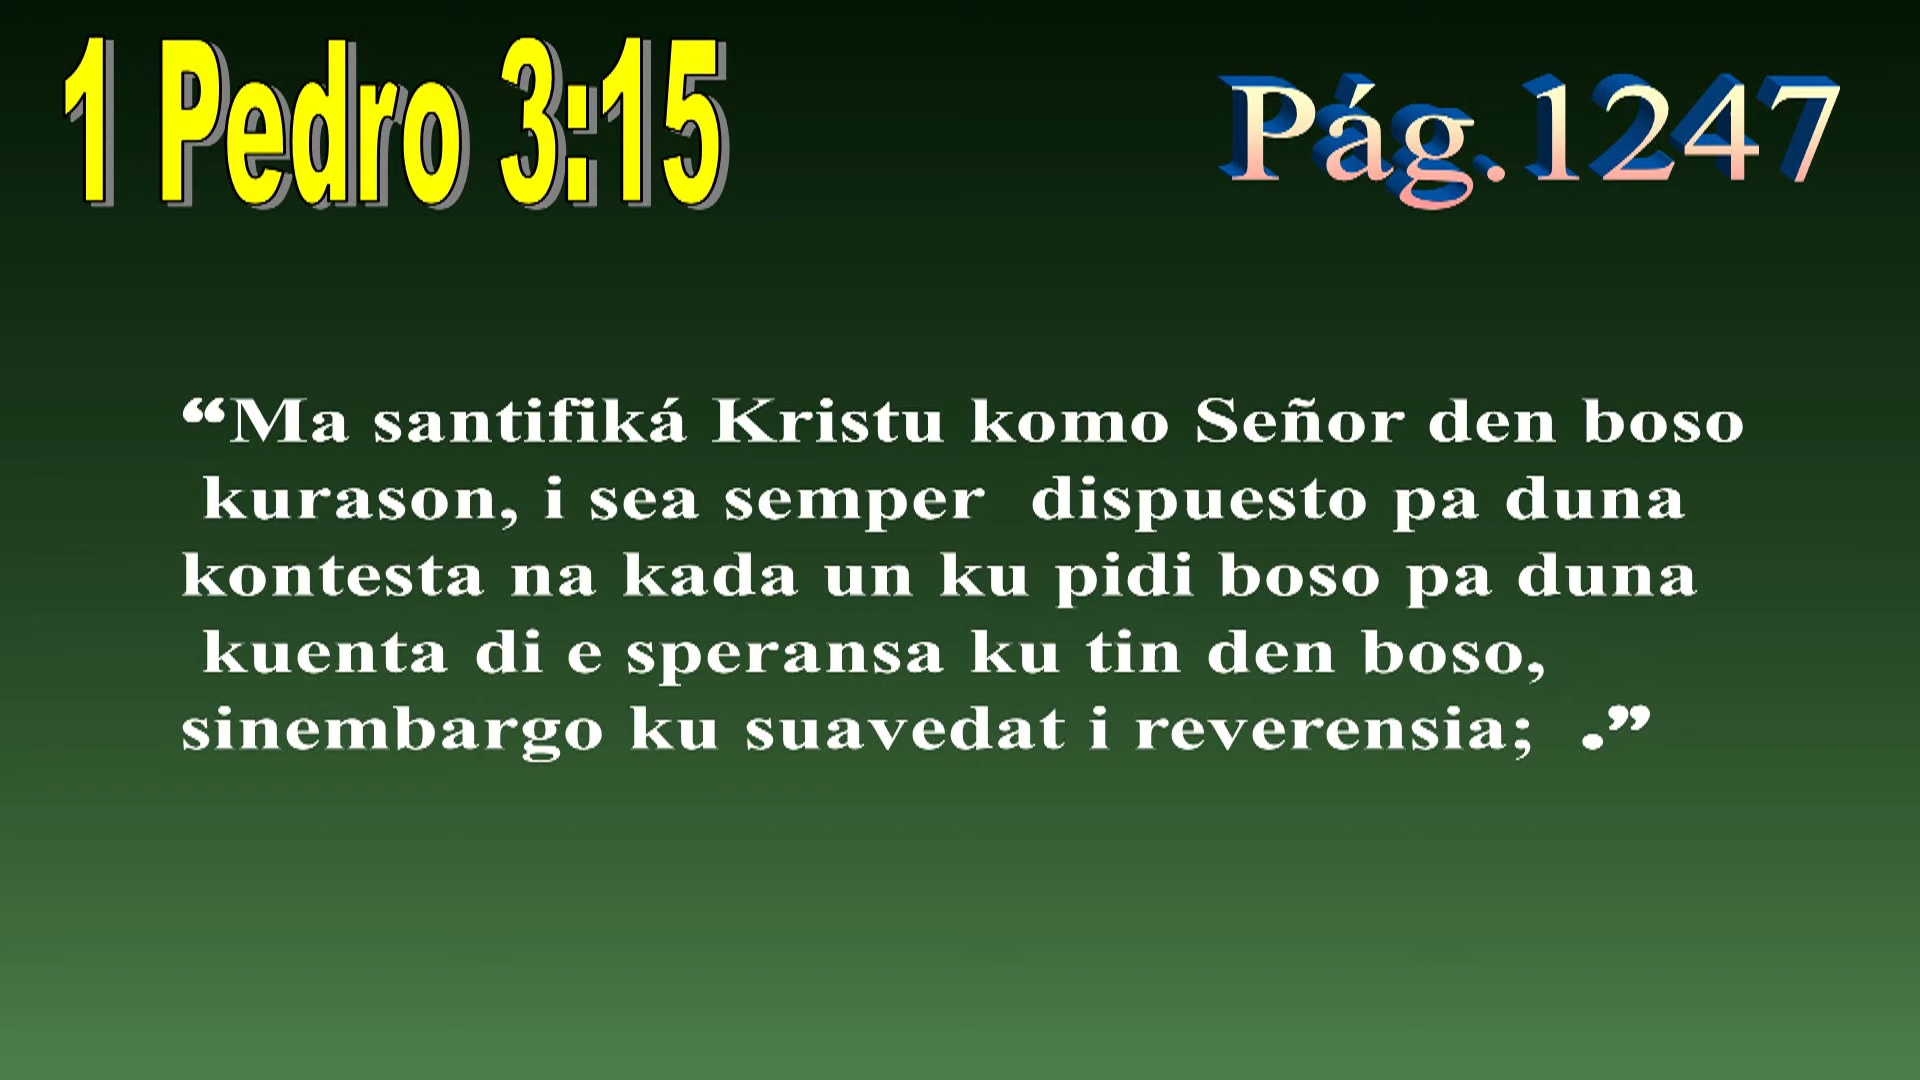 1 Pedro 3:15
Pág.1247
“Ma santifiká Kristu komo Señor den boso
kurason, i sea semper dispuesto pa duna
kontesta na kada un ku pidi boso pa duna
kuenta di e speransa ku tin den boso,
sinembargo ku suavedat i reverensia; .”